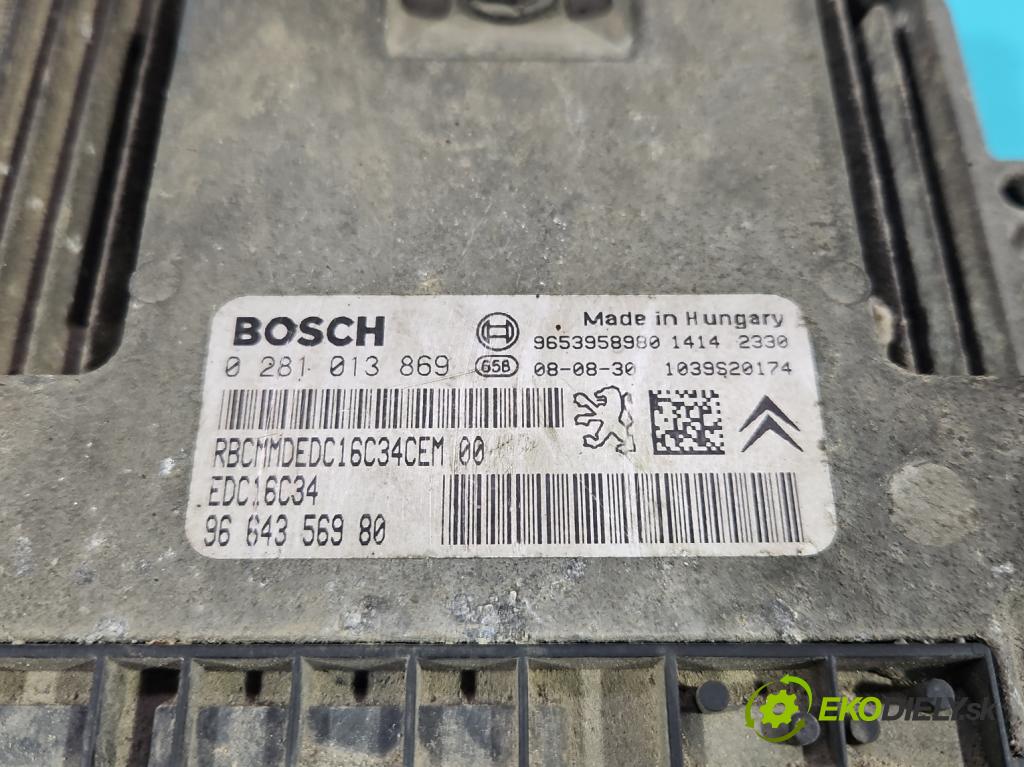 BOSCH
Made in Hungary
9653958980 1414 2330
0 281 013 869 65B 08-08-30 1039S20174
RBCMMDEDC16C34CEM 00
EDC16C34
96 643 569 80
EKODIELY.sk